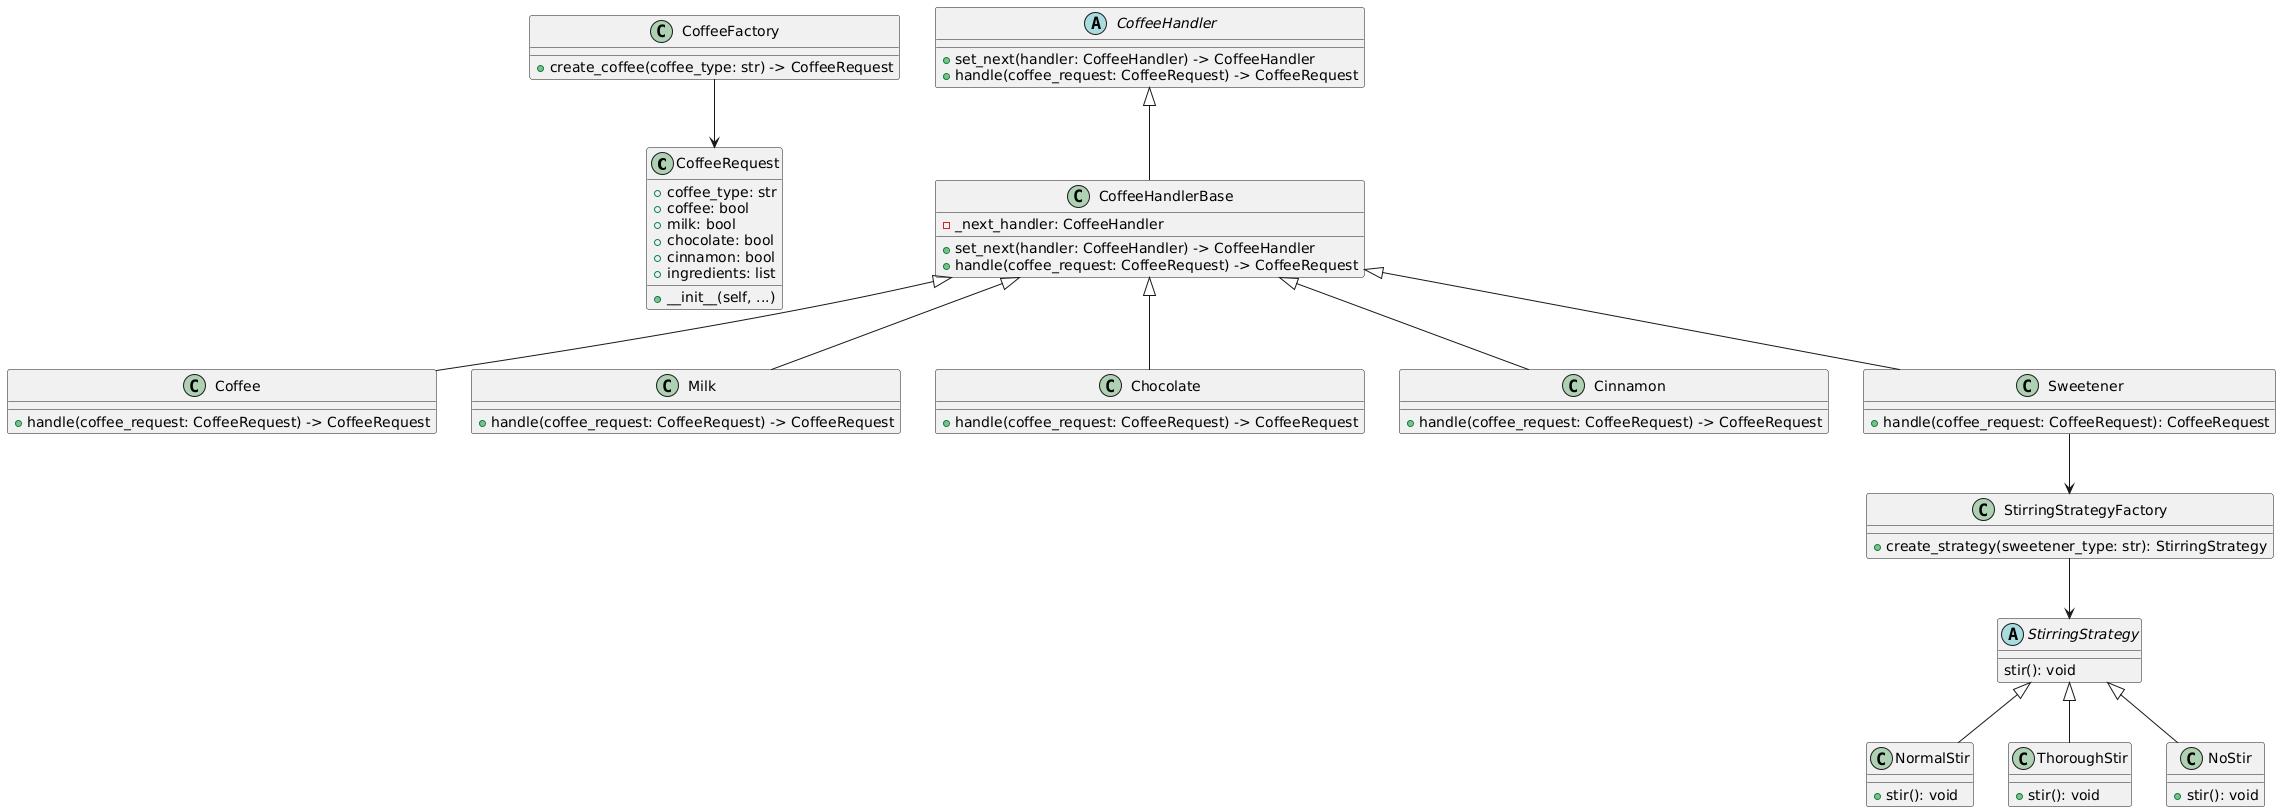 C CoffeeFactory
create_coffee(coffee_type: str) -> CoffeeRequest
A CoffeeHandler
set_next(handler: CoffeeHandler) -> CoffeeHandler
handle(coffee_request: CoffeeRequest) -> CoffeeRequest
C CoffeeRequest
coffee_type: str
coffee: bool
milk: bool
chocolate: bool
cinnamon: bool
ingredients: list
__init__(self, ...)
C CoffeeHandlerBase
_next_handler: CoffeeHandler
set_next(handler: CoffeeHandler) -> CoffeeHandler
handle(coffee_request: CoffeeRequest) -> CoffeeRequest
C Coffee
handle(coffee_request: CoffeeRequest) -> CoffeeRequest
C Milk
handle(coffee_request: CoffeeRequest) -> CoffeeRequest
C Chocolate
handle(coffee_request: CoffeeRequest) -> CoffeeRequest
C Cinnamon
handle(coffee_request: CoffeeRequest) -> CoffeeRequest
C Sweetener
handle(coffee_request: CoffeeRequest): CoffeeRequest
C StirringStrategyFactory
create_strategy(sweetener_type: str): StirringStrategy
A StirringStrategy
stir(): void
C NormalStir
stir(): void
C ThoroughStir
stir(): void
C NoStir
stir(): void